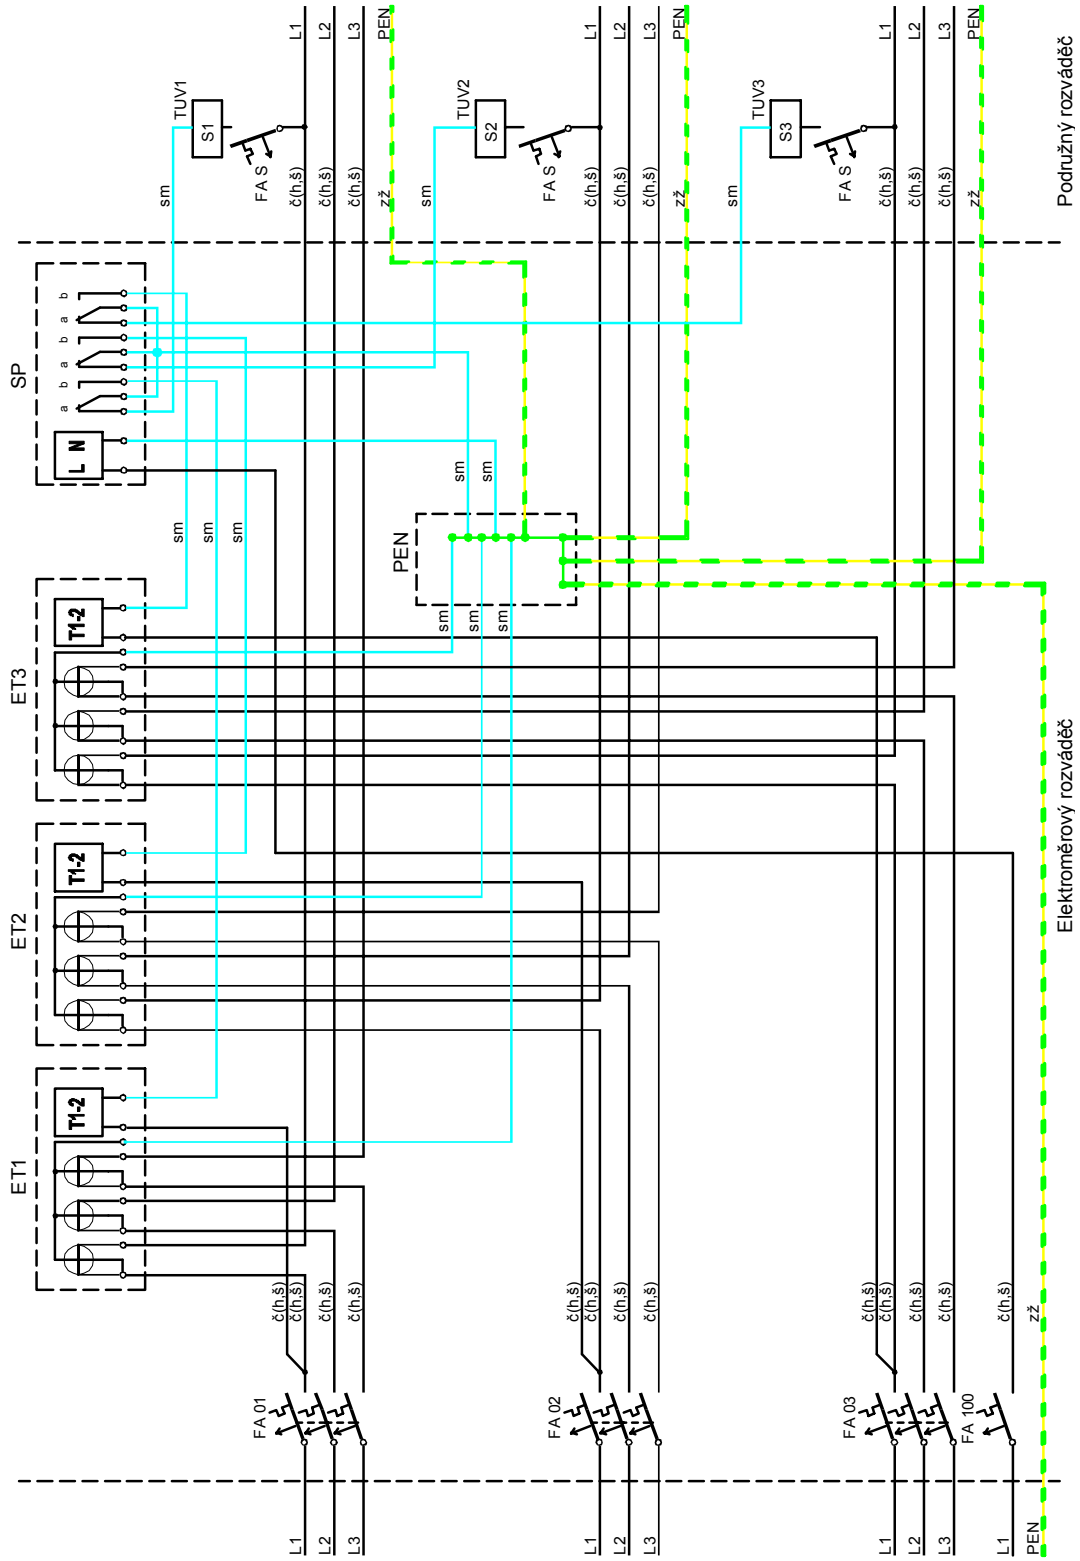 SP
b
a
b
a
b
a
L N
ET3
T1-2
ET2
T1-2
ET1
T1-2
TUV1
S1
FA S
sm
L1
L2
L3
PEN
č(h,š)
č(h,š)
č(h,š)
zž
TUV2
S2
FA S
sm
L1
L2
L3
PEN
č(h,š)
č(h,š)
č(h,š)
zž
TUV3
S3
FA S
sm
L1
L2
L3
PEN
č(h,š)
č(h,š)
č(h,š)
zž
Podružný rozváděč
sm
sm
sm
sm
sm
PEN
sm
sm
sm
Elektroměrový rozváděč
č(h,š)
č(h,š)
č(h,š)
č(h,š)
FA 01
L1
L2
L3
č(h,š)
č(h,š)
č(h,š)
č(h,š)
FA 02
L1
L2
L3
č(h,š)
č(h,š)
č(h,š)
č(h,š)
FA 03
L1
L2
L3
č(h,š)
FA 100
L1
zž
PEN